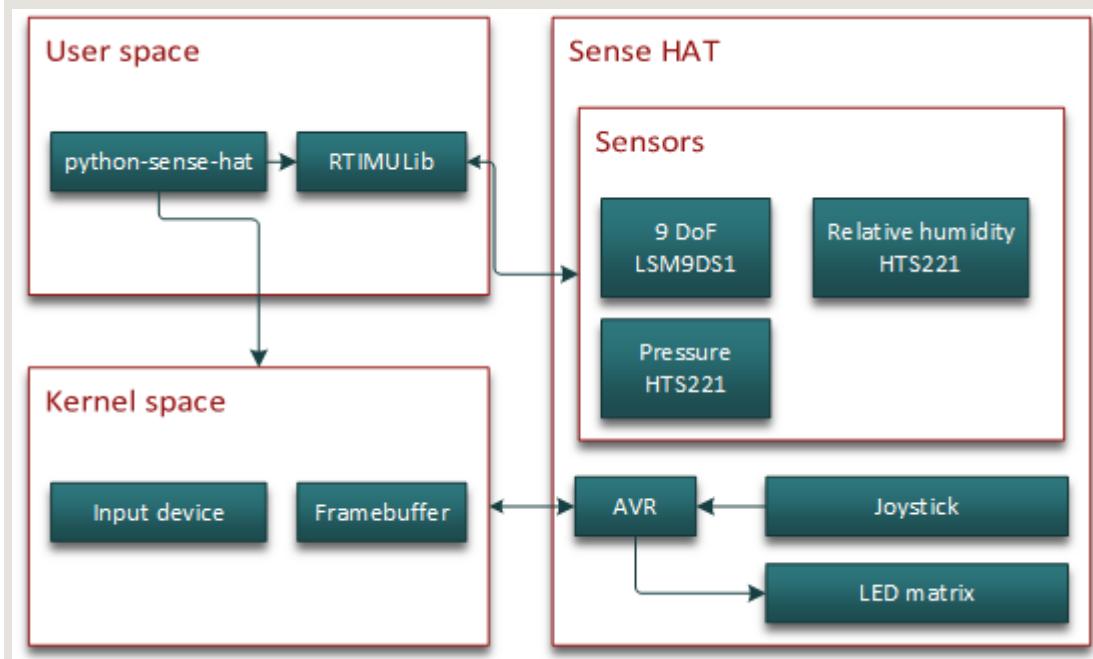 User space
python-sense-hat
RTIMULib
Kernel space
Input device
Framebuffer
Sense HAT
Sensors
9 DoF
LSM9DS1
Relative humidity
HTS221
Pressure
HTS221
AVR
Joystick
LED matrix